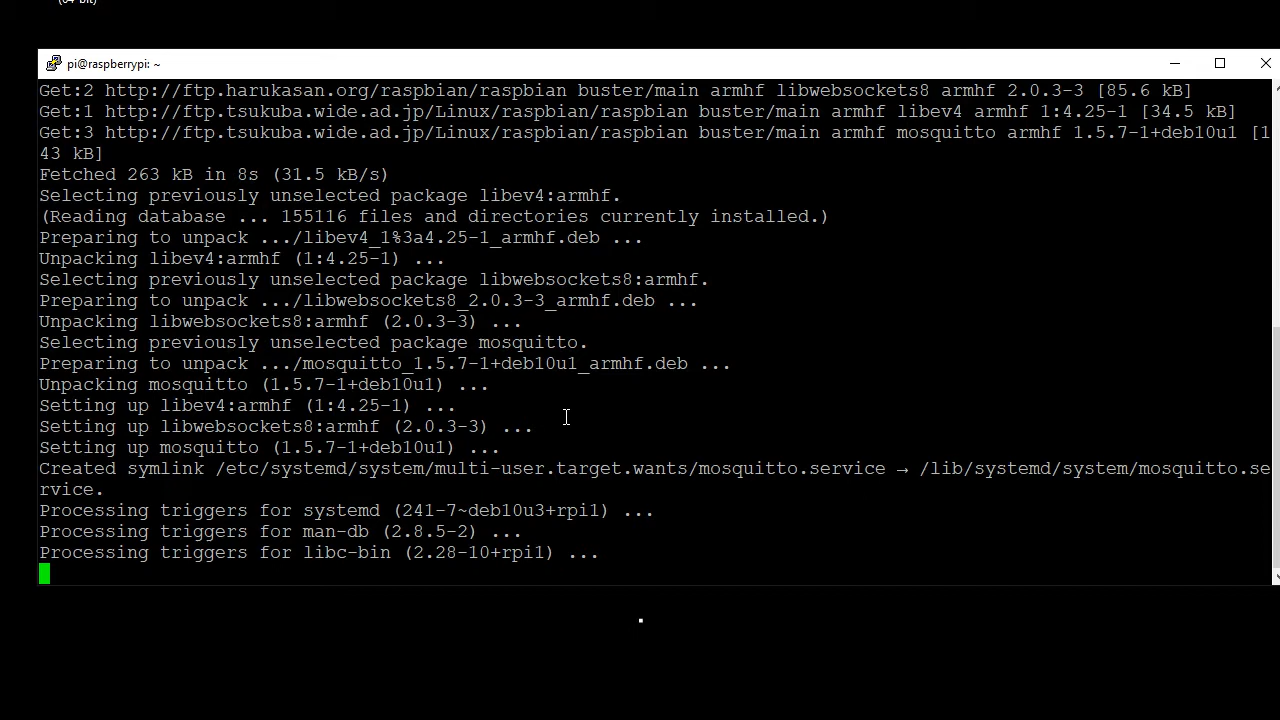 (64-bit)
pi@raspberrypi: ~
Get:2 http://ftp.harukasan.org/raspbian/raspbian buster/main armhf libwebsockets8 armhf 2.0.3-3 [85.6 kB]
Get:1 http://ftp.tsukuba.wide.ad.jp/Linux/raspbian/raspbian buster/main armhf libev4 armhf 1:4.25-1 [34.5 kB]
Get:3 http://ftp.tsukuba.wide.ad.jp/Linux/raspbian/raspbian buster/main armhf mosquitto armhf 1.5.7-1+deb10u1 [1
43 kB]
Fetched 263 kB in 8s (31.5 kB/s)
Selecting previously unselected package libev4:armhf.
(Reading database ... 155116 files and directories currently installed.)
Preparing to unpack .../libev4_1%3a4.25-1_armhf.deb ...
Unpacking libev4:armhf (1:4.25-1) ...
Selecting previously unselected package libwebsockets8:armhf.
Preparing to unpack .../libwebsockets8_2.0.3-3_armhf.deb ...
Unpacking libwebsockets8:armhf (2.0.3-3) ...
Selecting previously unselected package mosquitto.
Preparing to unpack .../mosquitto_1.5.7-1+deb10u1_armhf.deb ...
Unpacking mosquitto (1.5.7-1+deb10u1) ...
Setting up libev4:armhf (1:4.25-1) ...
Setting up libwebsockets8:armhf (2.0.3-3) ...
Setting up mosquitto (1.5.7-1+deb10u1) ...
Created symlink /etc/systemd/system/multi-user.target.wants/mosquitto.service → /lib/systemd/system/mosquitto.se
rvice.
Processing triggers for systemd (241-7~deb10u3+rpi1) ...
Processing triggers for man-db (2.8.5-2) ...
Processing triggers for libc-bin (2.28-10+rpi1) ...